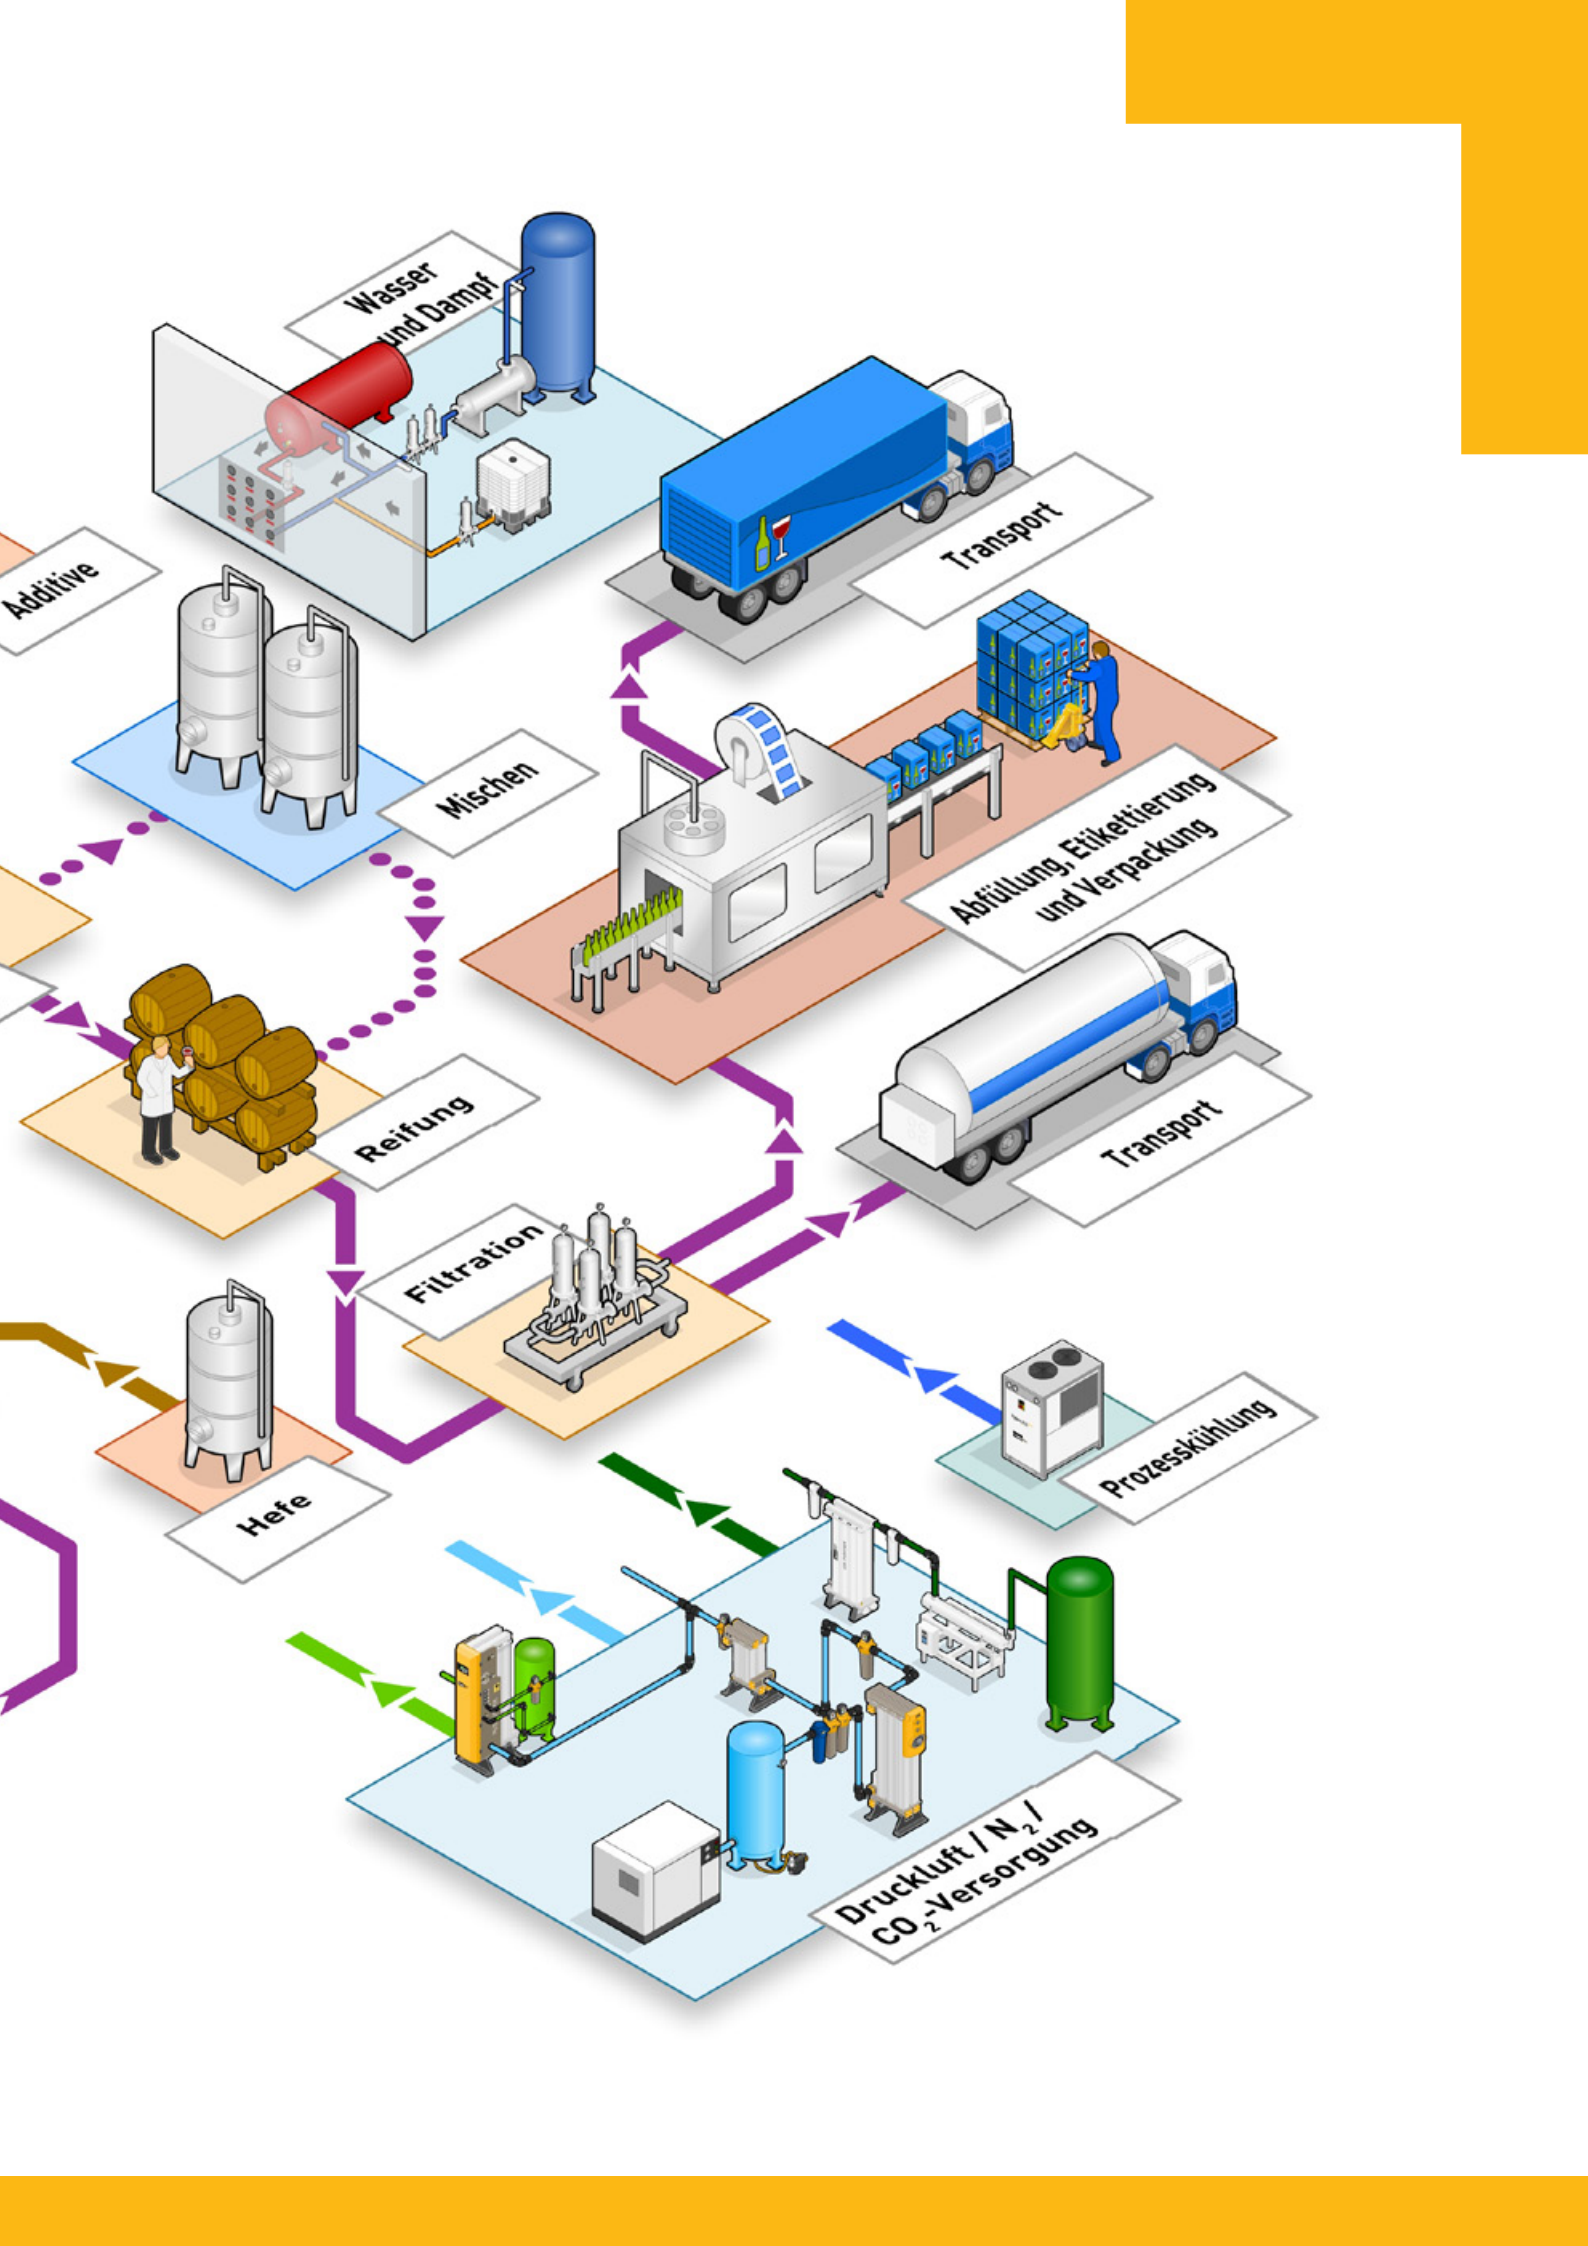 Wasser
und Dampf
Transport
Additive
Mischen
Abfüllung, Etikettierung
und Verpackung
Reifung
Transport
Filtration
Prozesskühlung
Hefe
Druckluft / N₂ /
CO₂-Versorgung